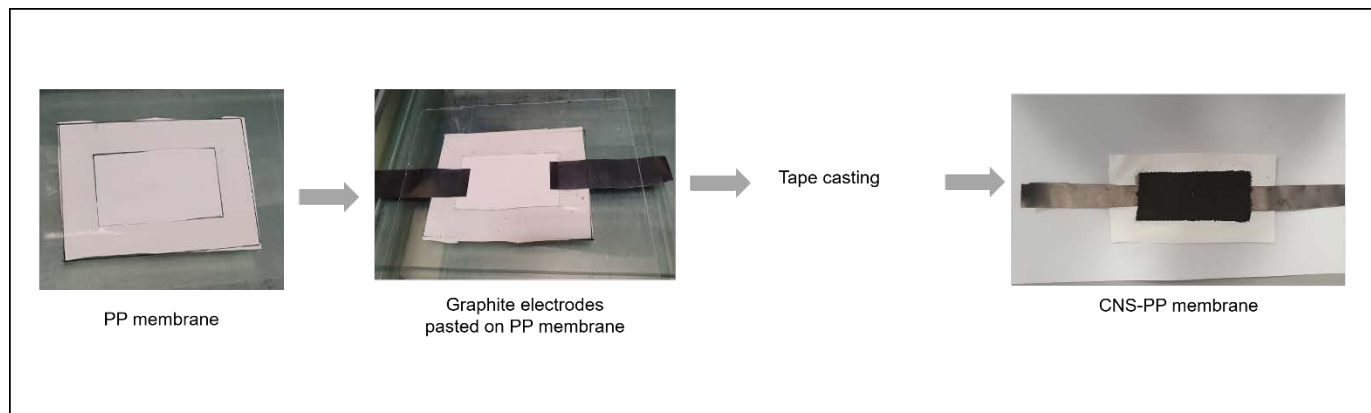 PP membrane
Graphite electrodes
pasted on PP membrane
Tape casting
CNS-PP membrane